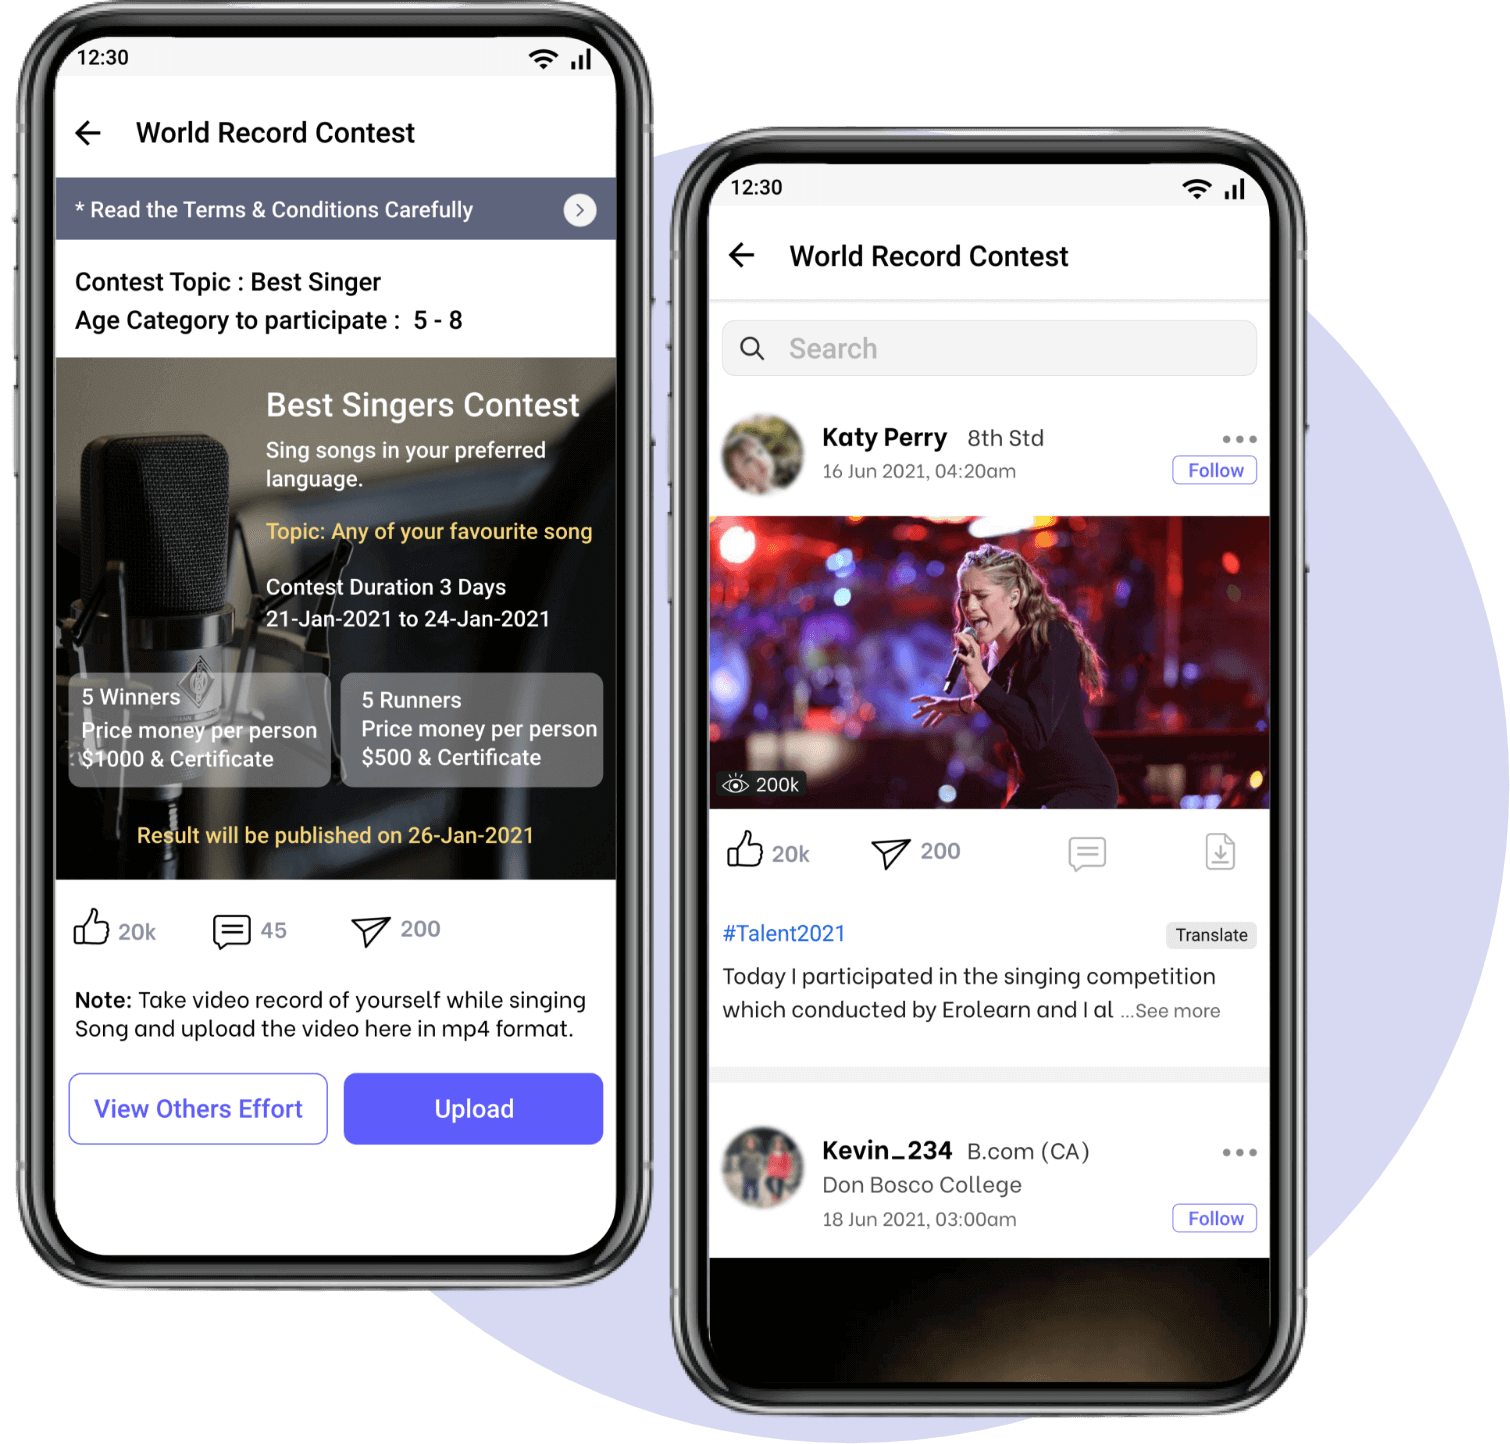 12:30
World Record Contest
* Read the Terms & Conditions Carefully
Contest Topic : Best Singer
Age Category to participate : 5 - 8
Best Singers Contest
Sing songs in your preferred
language.
Topic: Any of your favourite song
Contest Duration 3 Days
21-Jan-2021 to 24-Jan-2021
5 Winners
Price money per person
$1000 & Certificate
5 Runners
Price money per person
$500 & Certificate
Result will be published on 26-Jan-2021
20k
45
200
Note: Take video record of yourself while singing
Song and upload the video here in mp4 format.
View Others Effort
Upload
12:30
World Record Contest
Search
Katy Perry 8th Std
16 Jun 2021, 04:20am
Follow
200k
20k
200
#Talent2021
Translate
Today I participated in the singing competition
which conducted by Erolearn and I al ...See more
Kevin_234 B.com (CA)
Don Bosco College
18 Jun 2021, 03:00am
Follow